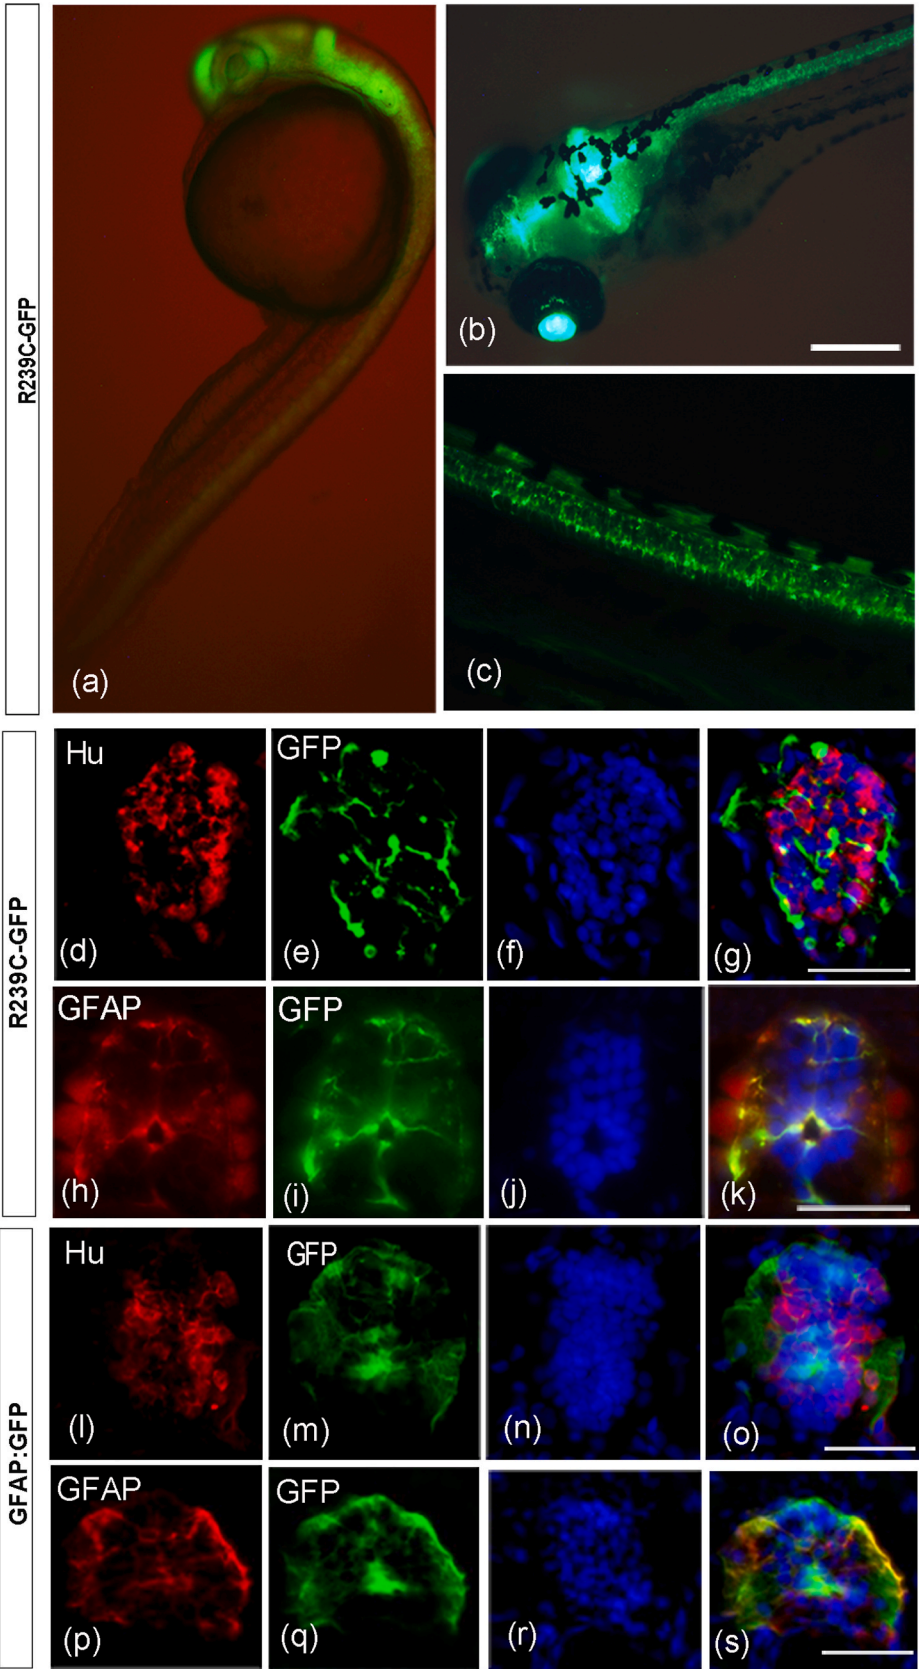 R239C-GFP
(a)
(b)
(c)
R239C-GFP
Hu
(d)
GFP
(e)
(f)
(g)
GFAP
(h)
GFP
(i)
(j)
(k)
GFAP:GFP
Hu
(l)
GFP
(m)
(n)
(o)
GFAP
(p)
GFP
(q)
(r)
(s)